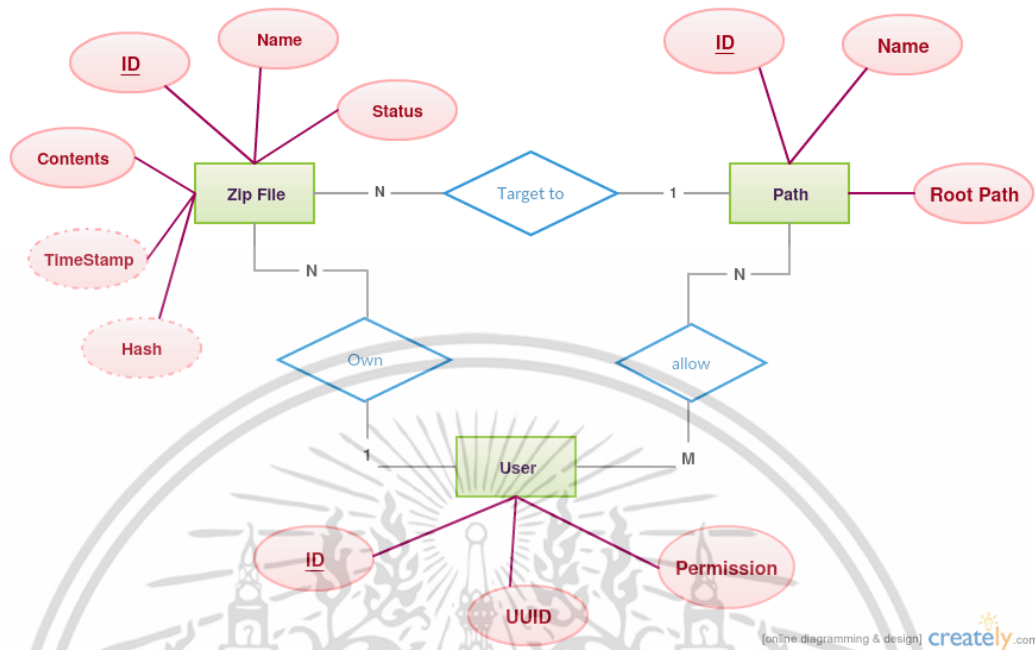 Name
ID
Status
Contents
Zip File
TimeStamp
Hash
N
Target to
1
ID
Name
Path
Root Path
N
Own
1
N
allow
M
User
ID
UUID
Permission
[online diagramming & design] creately.com